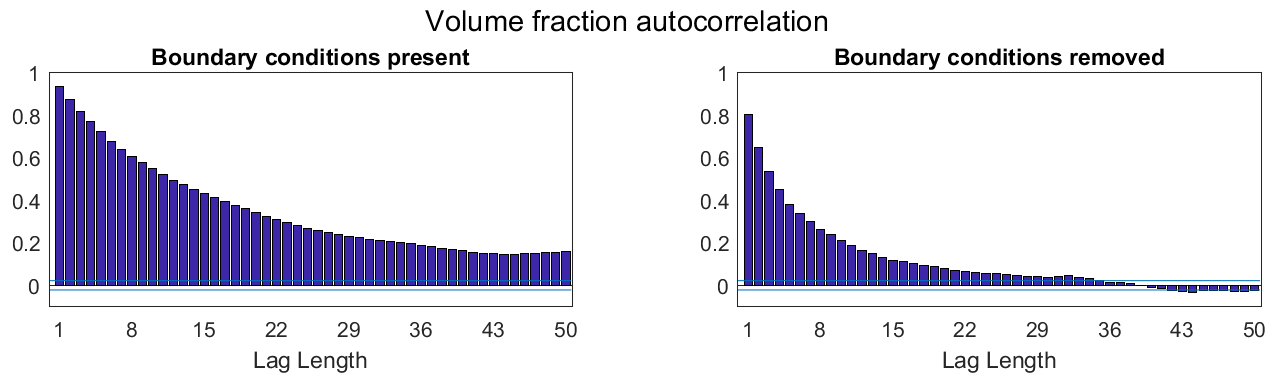 Volume fraction autocorrelation
Boundary conditions present
1
0.8
0.6
0.4
0.2
0
1 8 15 22 29 36 43 50
Lag Length
Boundary conditions removed
1
0.8
0.6
0.4
0.2
0
1 8 15 22 29 36 43 50
Lag Length